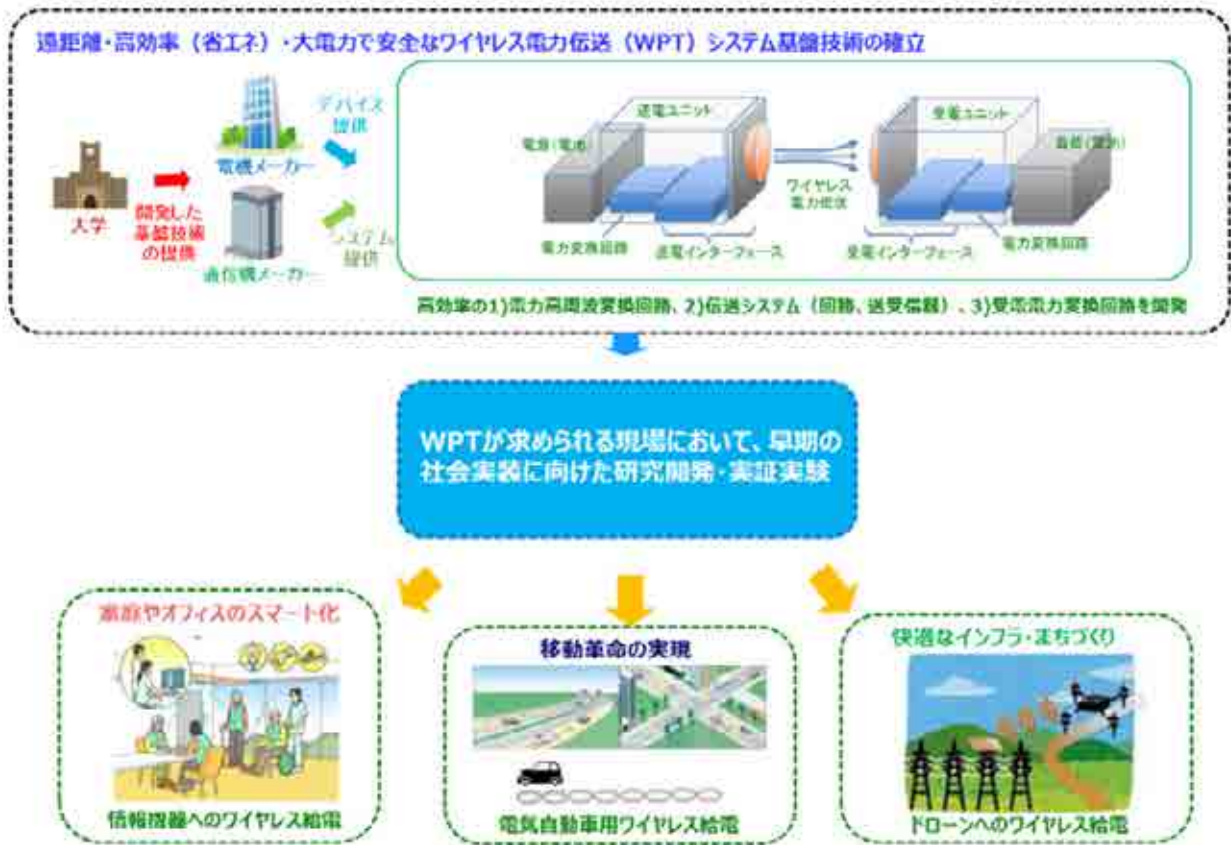 遠距離・高効率（省エネ）・大電力で安全なワイヤレス電力伝送（WPT）システム基盤技術の確立
大学
開発した
基盤技術
の提供
電機メーカー
通信機メーカー
デバイス
提供
システム
提供
送電ユニット
電源（電池）
電力変換回路
送電インターフェース
ワイヤレス
電力伝送
受電ユニット
負荷（電池）
受電インターフェース
電力変換回路
高効率の1)電力高周波変換回路、2)伝送システム（回路、送受信器）、3)受電電力変換回路を開発
WPTが求められる現場において、早期の
社会実装に向けた研究開発・実証実験
家庭やオフィスのスマート化
情報機器へのワイヤレス給電
移動革命の実現
電気自動車用ワイヤレス給電
快適なインフラ・まちづくり
ドローンへのワイヤレス給電